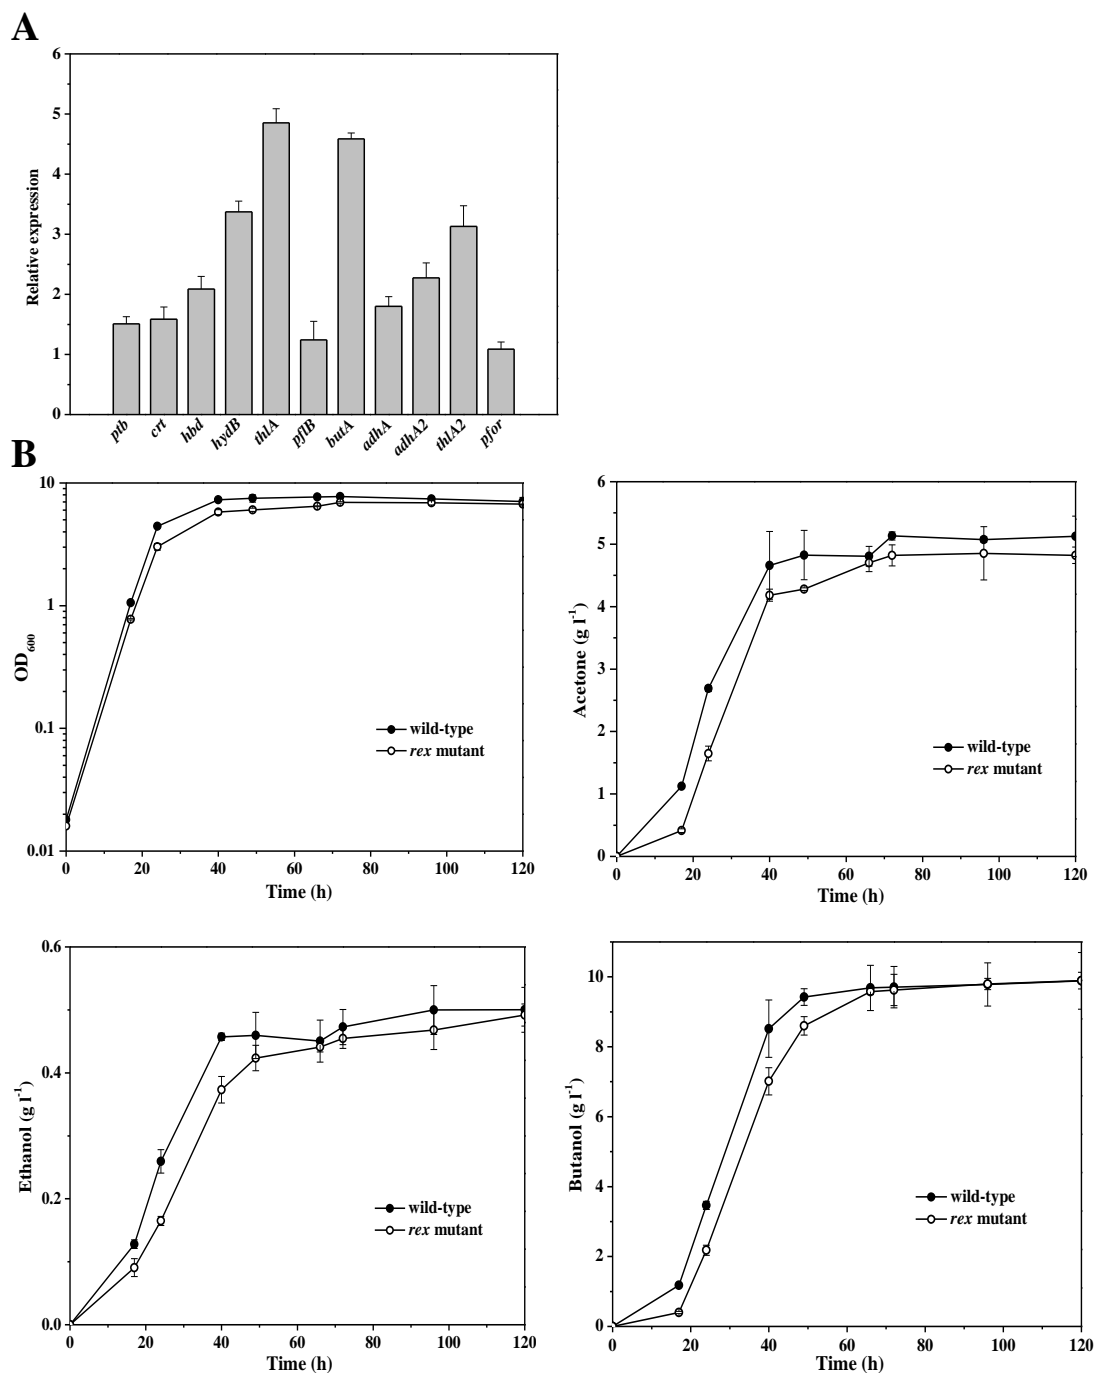 A
6
5
4
3
2
1
0
Relative expression
ptb crt hbd hydB thlA pflB butA adhA adhA2 thlA2 pfor
B
10
1
0.1
0.01
OD600
wild-type
rex mutant
0 20 40 60 80 100 120
Time (h)
6
5
4
3
2
1
0
Acetone (g l-1)
wild-type
rex mutant
0 20 40 60 80 100 120
Time (h)
0.6
0.4
0.2
0.0
Ethanol (g l-1)
wild-type
rex mutant
0 20 40 60 80 100 120
Time (h)
10
8
6
4
2
0
Butanol (g l-1)
wild-type
rex mutant
0 20 40 60 80 100 120
Time (h)